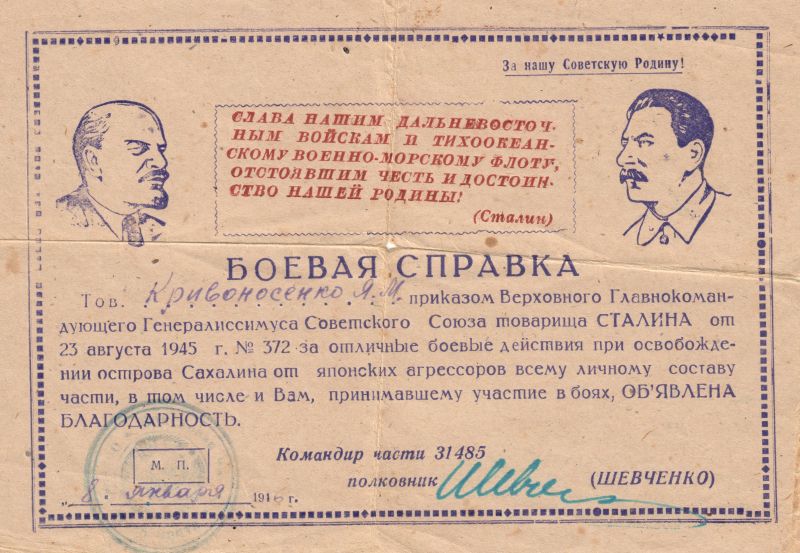 За нашу Советскую Родину!
СЛАВА НАШИМ ДАЛЬНЕВОСТОЧ-
НЫМ ВОЙСКАМ И ТИХООКЕАН-
СКОМУ ВОЕННО-МОРСКОМУ ФЛОТУ,
ОТСТОЯВШИМ ЧЕСТЬ И ДОСТОИН-
СТВО НАШЕЙ РОДИНЫ!
(Сталин)
БОЕВАЯ СПРАВКА
Тов. Кривоносенко Я.М. приказом Верховного Главнокоман-
дующего Генералиссимуса Советского Союза товарища СТАЛИНА от
23 августа 1945 г. № 372 за отличные боевые действия при освобожде-
нии острова Сахалина от японских агрессоров всему личному составу
части, в том числе и Вам, принимавшему участие в боях, ОБ'ЯВЛЕНА
БЛАГОДАРНОСТЬ.
Командир части 31485
М. П.
полковник Шевченко (ШЕВЧЕНКО)
„8" января 1946 г.